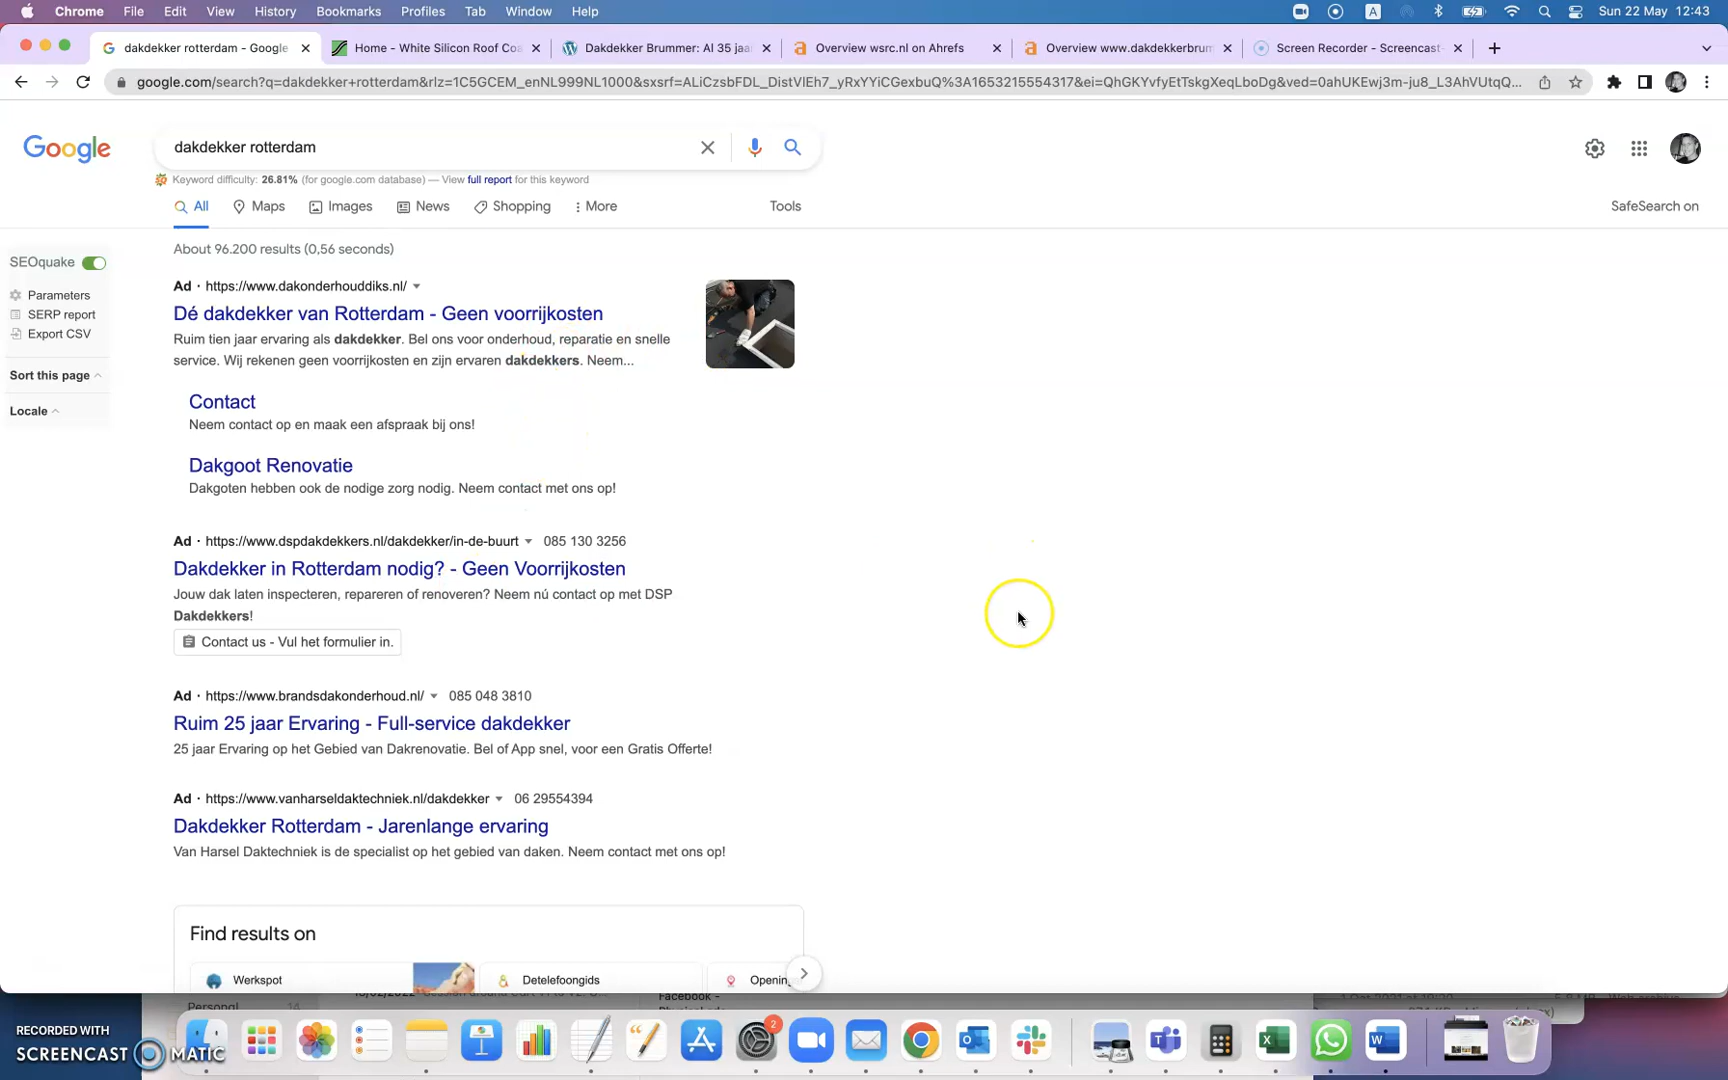 Chrome File Edit View History Bookmarks Profiles Tab Window Help A Sun 22 May 12:43
dakdekker rotterdam - Google Home - White Silicon Roof Coa Dakdekker Brummer: Al 35 jaa Overview wsrc.nl on Ahrefs Overview www.dakdekkerbrum Screen Recorder - Screencast-
google.com/search?q=dakdekker+rotterdam&rlz=1C5GCEM_enNL999NL1000&sxsrf=ALiCzsbFDL_DistVlEh7_yRxYYiCGexbuQ%3A1653215554317&ei=QhGKYvfyEtTskgXeqLboDg&ved=0ahUKEwj3m-ju8_L3AhVUtqQ...
Google dakdekker rotterdam
Keyword difficulty: 26.81% (for google.com database) — View full report for this keyword
All Maps Images News Shopping More Tools SafeSearch on
About 96.200 results (0,56 seconds)
SEOquake
Parameters
SERP report
Export CSV
Sort this page
Locale
Ad · https://www.dakonderhouddiks.nl/
Dé dakdekker van Rotterdam - Geen voorrijkosten
Ruim tien jaar ervaring als dakdekker. Bel ons voor onderhoud, reparatie en snelle
service. Wij rekenen geen voorrijkosten en zijn ervaren dakdekkers. Neem...
Contact
Neem contact op en maak een afspraak bij ons!
Dakgoot Renovatie
Dakgoten hebben ook de nodige zorg nodig. Neem contact met ons op!
Ad · https://www.dspdakdekkers.nl/dakdekker/in-de-buurt 085 130 3256
Dakdekker in Rotterdam nodig? - Geen Voorrijkosten
Jouw dak laten inspecteren, repareren of renoveren? Neem nú contact op met DSP
Dakdekkers!
Contact us - Vul het formulier in.
Ad · https://www.brandsdakonderhoud.nl/ 085 048 3810
Ruim 25 jaar Ervaring - Full-service dakdekker
25 jaar Ervaring op het Gebied van Dakrenovatie. Bel of App snel, voor een Gratis Offerte!
Ad · https://www.vanharseldaktechniek.nl/dakdekker 06 29554394
Dakdekker Rotterdam - Jarenlange ervaring
Van Harsel Daktechniek is de specialist op het gebied van daken. Neem contact met ons op!
Find results on
Werkspot Detelefoongids Opening
Facebook -
RECORDED WITH
SCREENCAST MATIC
2